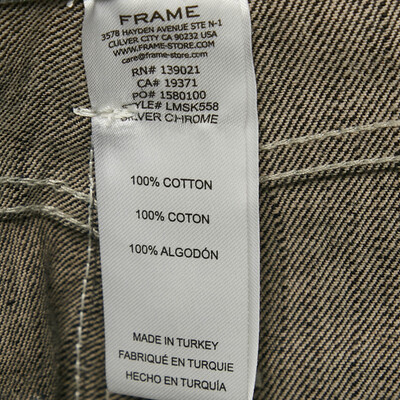 FRAME
3578 HAYDEN AVENUE STE N-1
CULVER CITY CA 90232 USA
WWW.FRAME-STORE.COM
care@frame-store.com
RN# 139021
CA# 19371
PO# 1580100
STYLE# LMSK558
SILVER CHROME
100% COTTON
100% COTON
100% ALGODÓN
MADE IN TURKEY
FABRIQUÉ EN TURQUIE
HECHO EN TURQUÍA